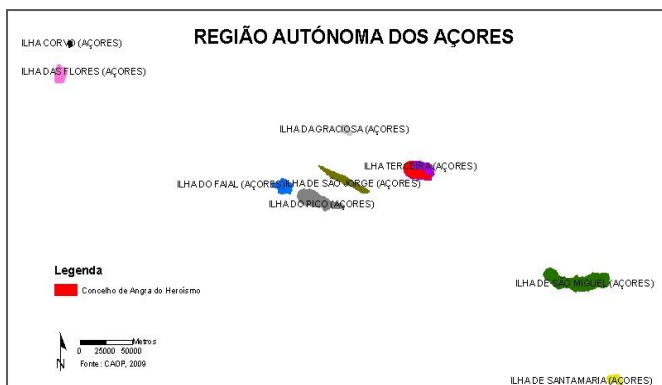 REGIÃO AUTÓNOMA DOS AÇORES
ILHA CORVO (AÇORES)
ILHA DAS FLORES (AÇORES)
ILHA DA GRACIOSA (AÇORES)
ILHA TERCEIRA (AÇORES)
ILHA DO FAIAL (AÇORES)
ILHA DE SÃO JORGE (AÇORES)
ILHA DO PICO (AÇORES)
ILHA DE SÃO MIGUEL (AÇORES)
ILHA DE SANTA MARIA (AÇORES)
Legenda
Concelho de Angra do Heroísmo
Metros
0 25000 50000
N
Fonte: CAOP, 2009